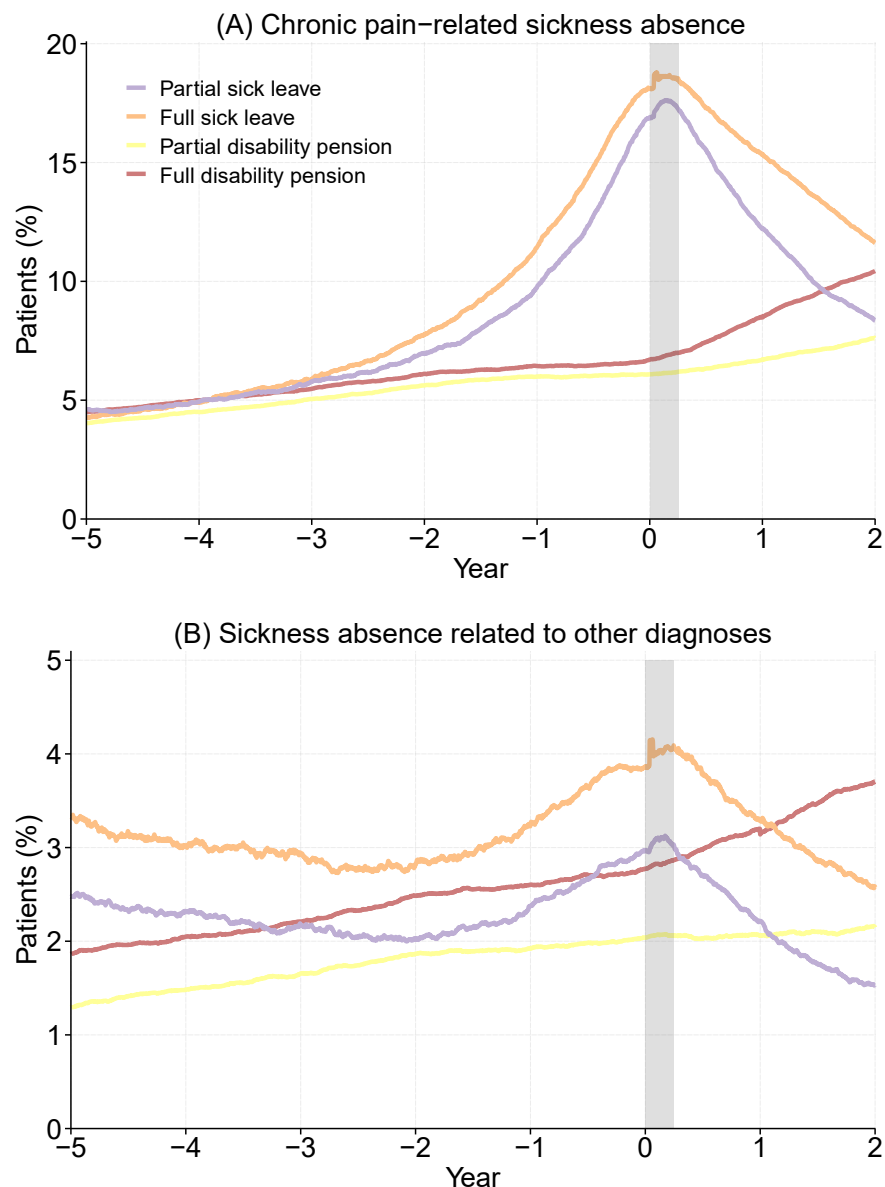 (A) Chronic pain−related sickness absence
20
Partial sick leave
Full sick leave
Partial disability pension
Full disability pension
15
10
5
0
Patients (%)
−5 −4 −3 −2 −1 0 1 2
Year
(B) Sickness absence related to other diagnoses
5
4
3
2
1
0
Patients (%)
−5 −4 −3 −2 −1 0 1 2
Year